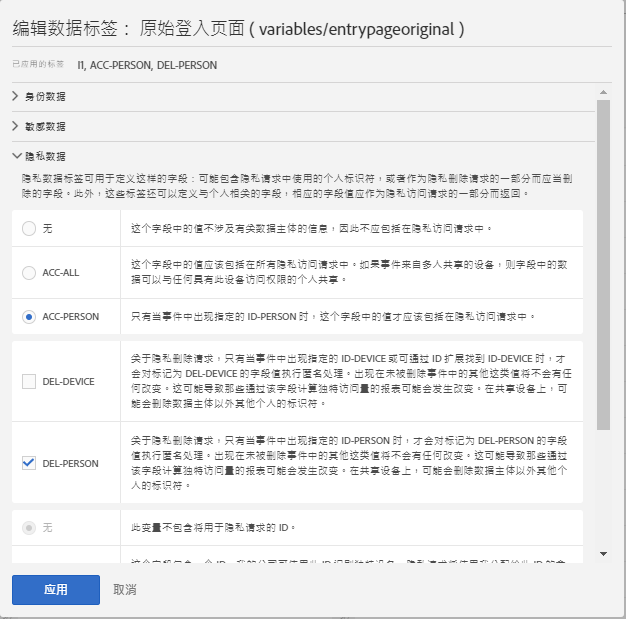 编辑数据标签： 原始登入页面 ( variables/entrypageoriginal )
已应用的标签 I1, ACC-PERSON, DEL-PERSON
身份数据
敏感数据
隐私数据
隐私数据标签可用于定义这样的字段：可能包含隐私请求中使用的个人标识符，或者作为隐私删除请求的一部分而应当删
除的字段。此外，这些标签还可以定义与个人相关的字段，相应的字段值应作为隐私访问请求的一部分而返回。
无
这个字段中的值不涉及有关数据主体的信息，因此不应包括在隐私访问请求中。
ACC-ALL
这个字段中的值应该包括在所有隐私访问请求中。如果事件来自多人共享的设备，则字段中的数
据可以与任何具有此设备访问权限的个人共享。
ACC-PERSON
只有当事件中出现指定的 ID-PERSON 时，这个字段中的值才应该包括在隐私访问请求中。
DEL-DEVICE
关于隐私删除请求，只有当事件中出现指定的 ID-DEVICE 或可通过 ID 扩展找到 ID-DEVICE 时，才
会对标记为 DEL-DEVICE 的字段值执行匿名处理。出现在未被删除事件中的其他这类值将不会有任
何改变。这可能导致那些通过该字段计算独特访问量的报表可能会发生改变。在共享设备上，可
能会删除数据主体以外其他个人的标识符。
DEL-PERSON
关于隐私删除请求，只有当事件中出现指定的 ID-PERSON 时，才会对标记为 DEL-PERSON 的字段
值执行匿名处理。出现在未被删除事件中的其他这类值将不会有任何改变。这可能导致那些通过
该字段计算独特访问量的报表可能会发生改变。在共享设备上，可能会删除数据主体以外其他个
人的标识符。
无
此变量不包含将用于隐私请求的 ID。
应用
取消